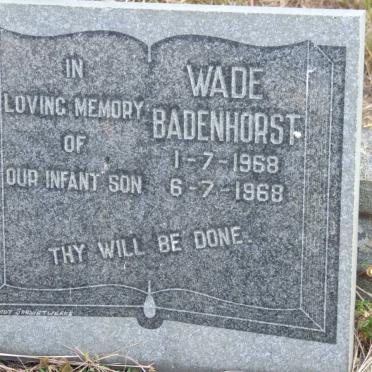 IN
LOVING MEMORY
OF
OUR INFANT SON
WADE
BADENHORST
1-7-1968
6-7-1968
THY WILL BE DONE.